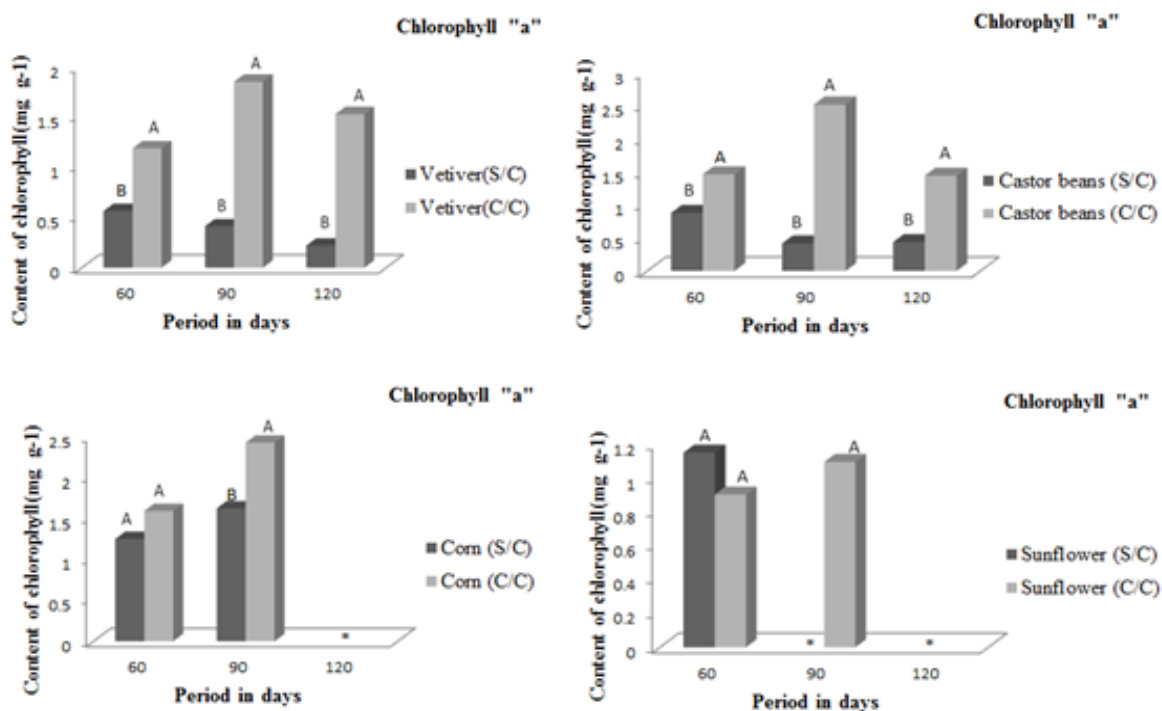 Chlorophyll "a"
Content of chlorophyll(mg g-1)
2
1.5
1
0.5
0
B
A
B
A
B
A
60
90
120
Period in days
Vetiver(S/C)
Vetiver(C/C)
Chlorophyll "a"
Content of chlorophyll(mg g-1)
3
2.5
2
1.5
1
0.5
0
B
A
B
A
B
A
60
90
120
Period in days
Castor beans (S/C)
Castor beans (C/C)
Chlorophyll "a"
Content of chlorophyll(mg g-1)
2.5
2
1.5
1
0.5
0
A
A
B
A
*
60
90
120
Period in days
Corn (S/C)
Corn (C/C)
Chlorophyll "a"
Content of chlorophyll(mg g-1)
1.2
1
0.8
0.6
0.4
0.2
0
A
A
*
A
*
60
90
120
Period in days
Sunflower (S/C)
Sunflower (C/C)